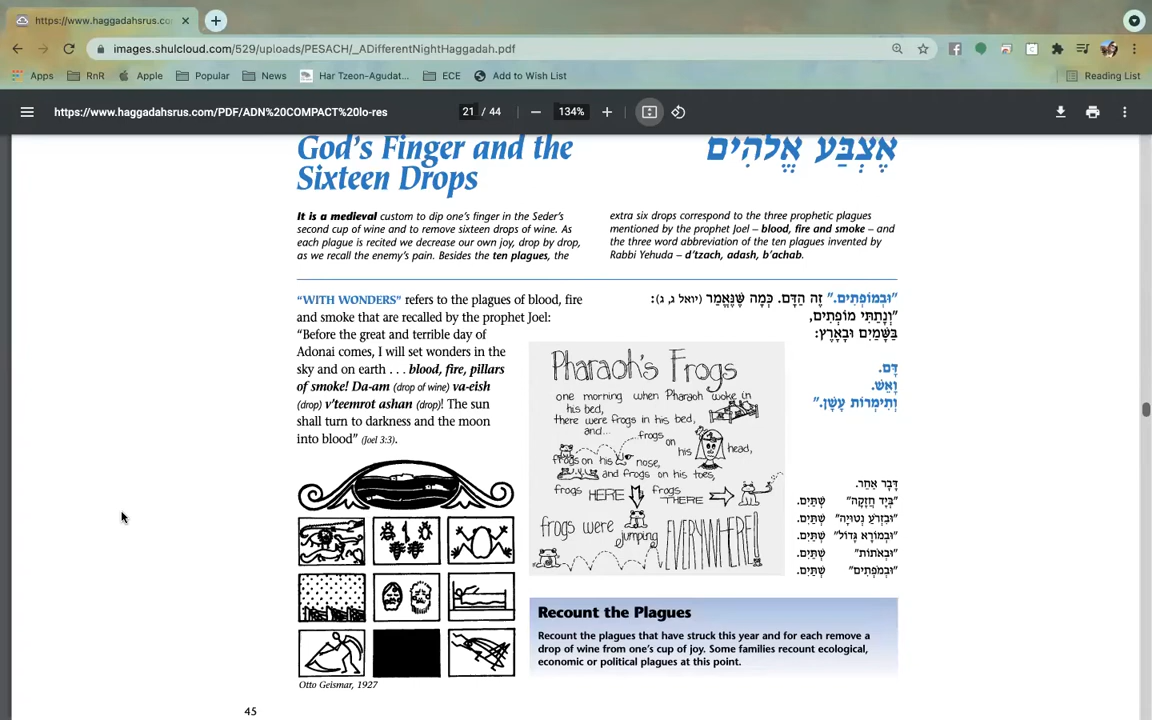 https://www.haggadahsrus.co
images.shulcloud.com/529/uploads/PESACH/_ADifferentNightHaggadah.pdf
Apps RnR Apple Popular News Har Tzeon-Agudat... ECE Add to Wish List Reading List
https://www.haggadahsrus.com/PDF/ADN%20COMPACT%20lo-res 21 / 44 134%
God's Finger and the
Sixteen Drops
אֶצְבַּע אֱלֹהִים
It is a medieval custom to dip one's finger in the Seder's
second cup of wine and to remove sixteen drops of wine. As
each plague is recited we decrease our own joy, drop by drop,
as we recall the enemy's pain. Besides the ten plagues, the
extra six drops correspond to the three prophetic plagues
mentioned by the prophet Joel – blood, fire and smoke – and
the three word abbreviation of the ten plagues invented by
Rabbi Yehuda – d'tzach, adash, b'achab.
"WITH WONDERS" refers to the plagues of blood, fire
and smoke that are recalled by the prophet Joel:
"Before the great and terrible day of
Adonai comes, I will set wonders in the
sky and on earth . . . blood, fire, pillars
of smoke! Da-am (drop of wine) va-eish
(drop) v'teemrot ashan (drop)! The sun
shall turn to darkness and the moon
into blood" (Joel 3:3).
"וּבְמוֹפְתִים." זֶה הַדָּם. כְּמָה שֶׁנֶּאֱמַר (יואל ג, ג):
"וְנָתַתִּי מוֹפְתִים,
בַּשָּׁמַיִם וּבָאָרֶץ:
דָּם.
וָאֵשׁ.
וְתִימְרוֹת עָשָׁן."
Pharaoh's Frogs
one morning when Pharaoh woke in
his bed,
there were frogs in his bed,
and...
frogs
on
his head,
frogs on his nose,
and frogs on his toes,
frogs HERE frogs THERE
frogs were jumping EVERYWHERE!
דָּבָר אַחֵר.
"בְּיָד חֲזָקָה" שְׁתַּיִם.
"וּבִזְרֹעַ נְטוּיָה" שְׁתַּיִם.
"וּבְמוֹרָא גָּדוֹל" שְׁתַּיִם.
"וּבְאֹתוֹת" שְׁתַּיִם.
"וּבְמֹפְתִים" שְׁתַּיִם.
Recount the Plagues
Recount the plagues that have struck this year and for each remove a
drop of wine from one's cup of joy. Some families recount ecological,
economic or political plagues at this point.
Otto Geismar, 1927
45